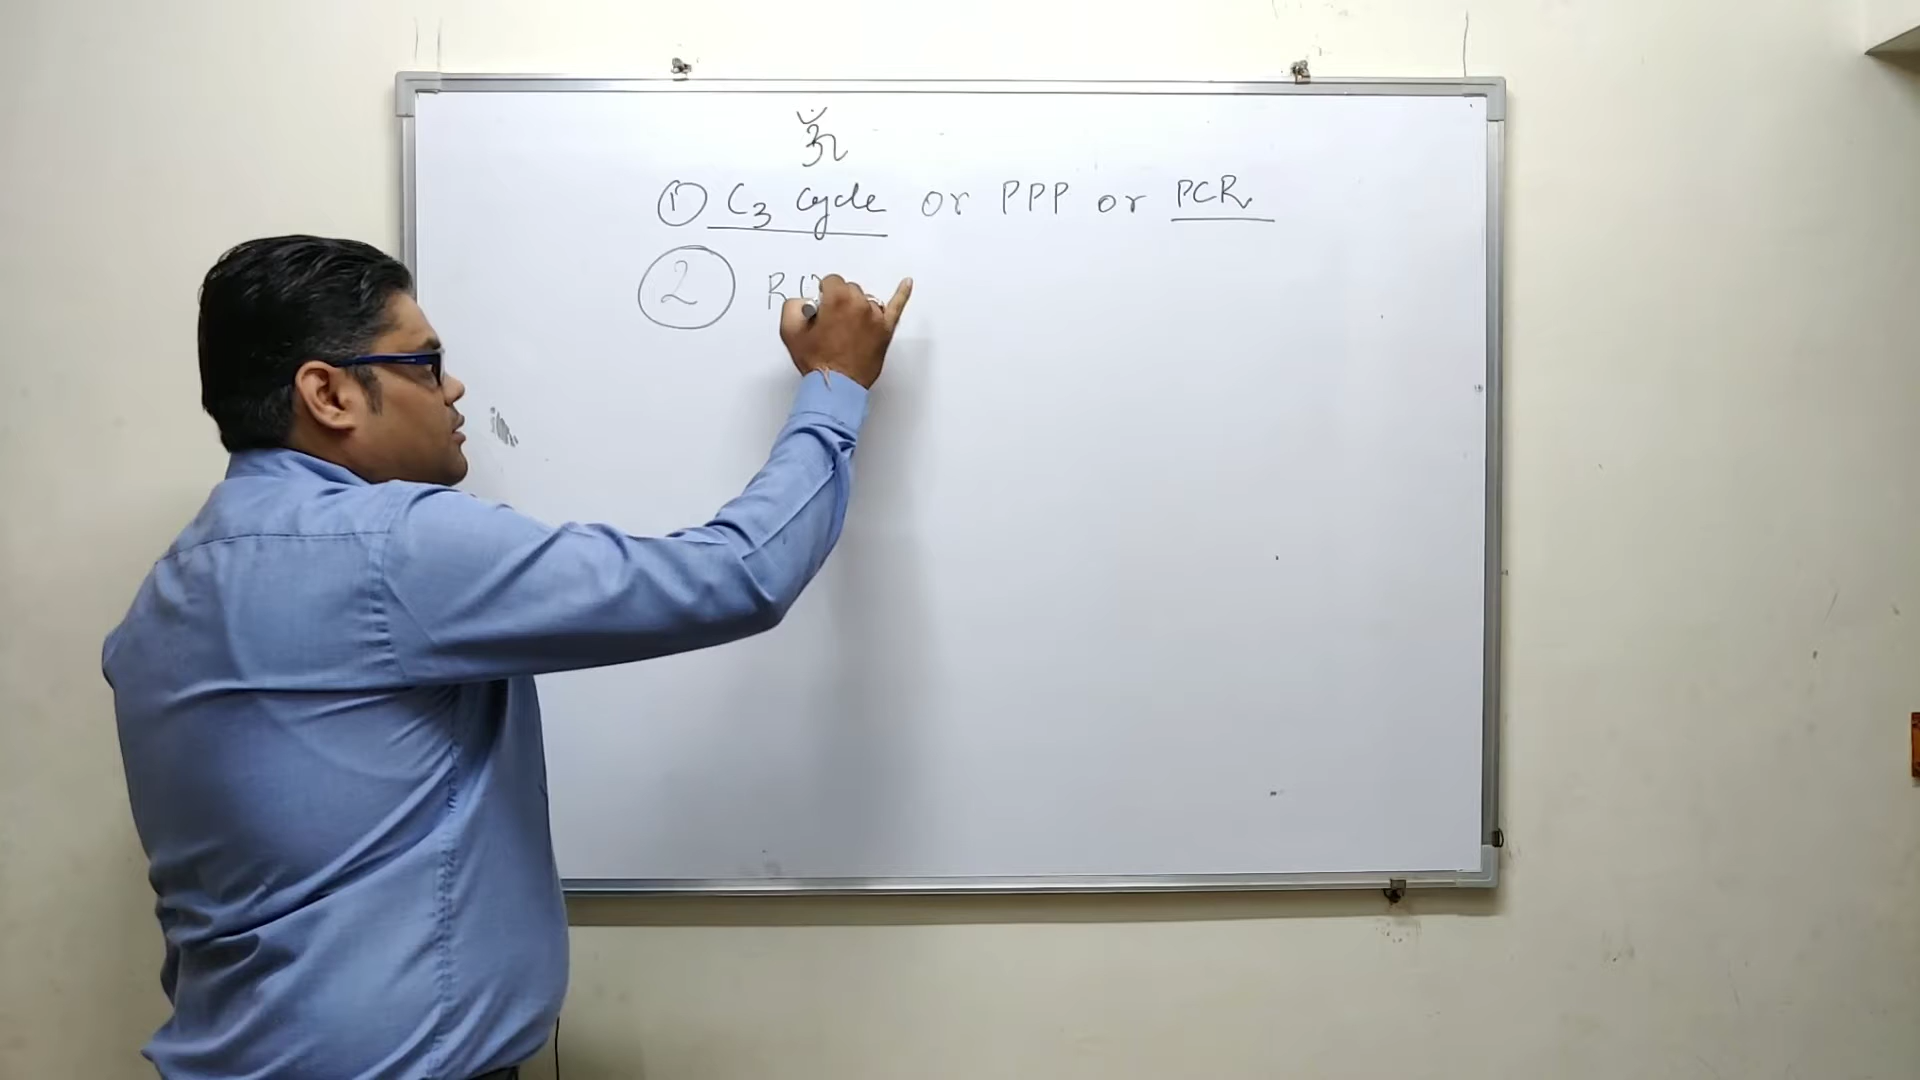 ॐ
① C₃ cycle or PPP or PCR
② R